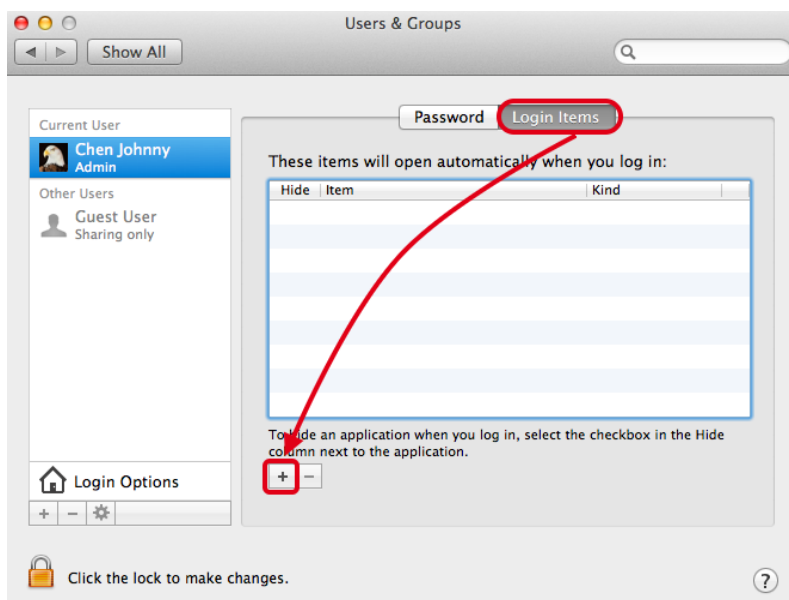 Users & Groups
Show All
Current User
Chen Johnny
Admin
Other Users
Guest User
Sharing only
Login Options
+ −
Password
Login Items
These items will open automatically when you log in:
Hide Item Kind
To hide an application when you log in, select the checkbox in the Hide
column next to the application.
+ −
Click the lock to make changes.
?